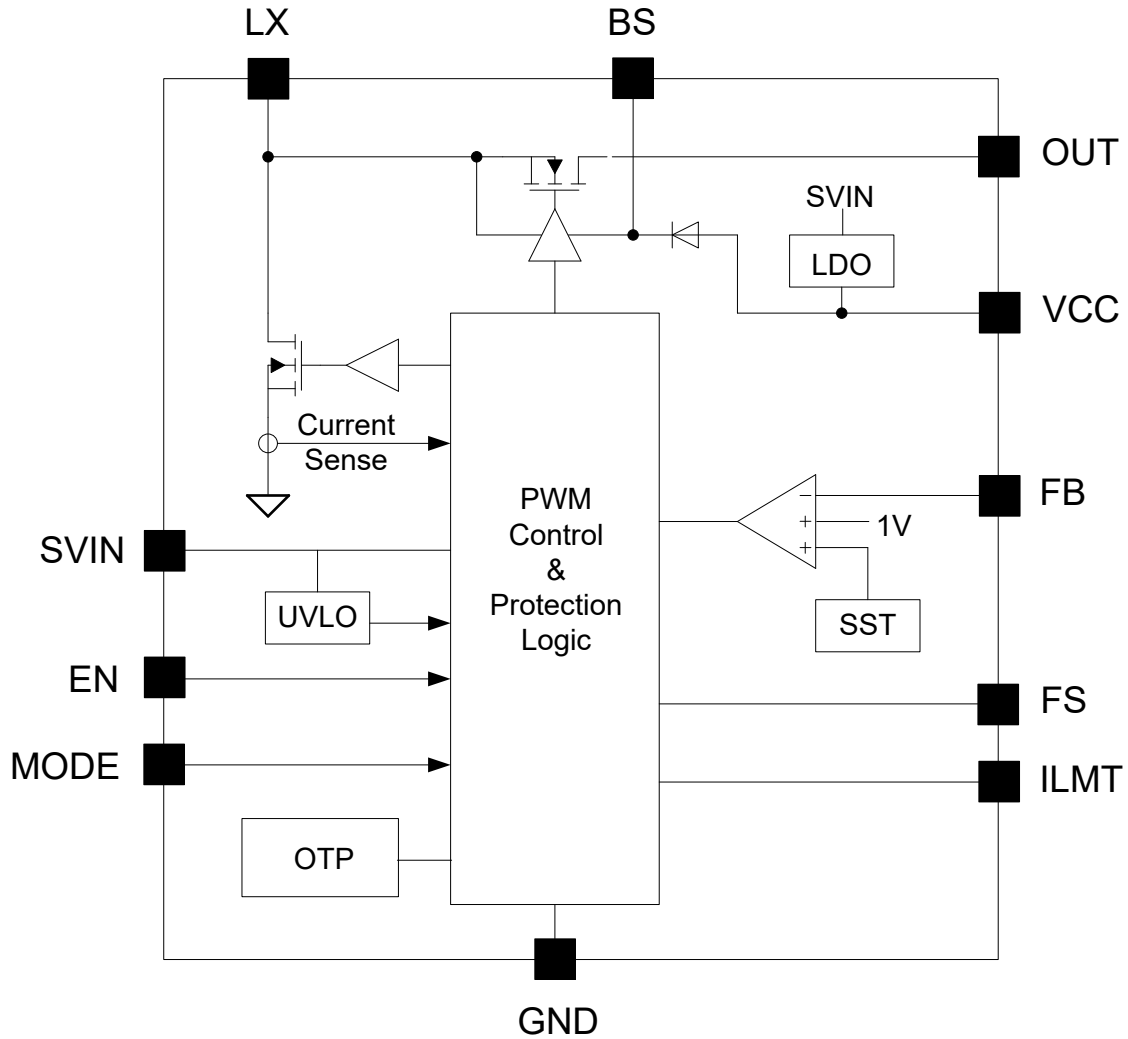 LX
BS
OUT
SVIN
LDO
VCC
Current
Sense
PWM
Control
&
Protection
Logic
−
+
+
1V
FB
SVIN
UVLO
SST
EN
FS
MODE
ILMT
OTP
GND